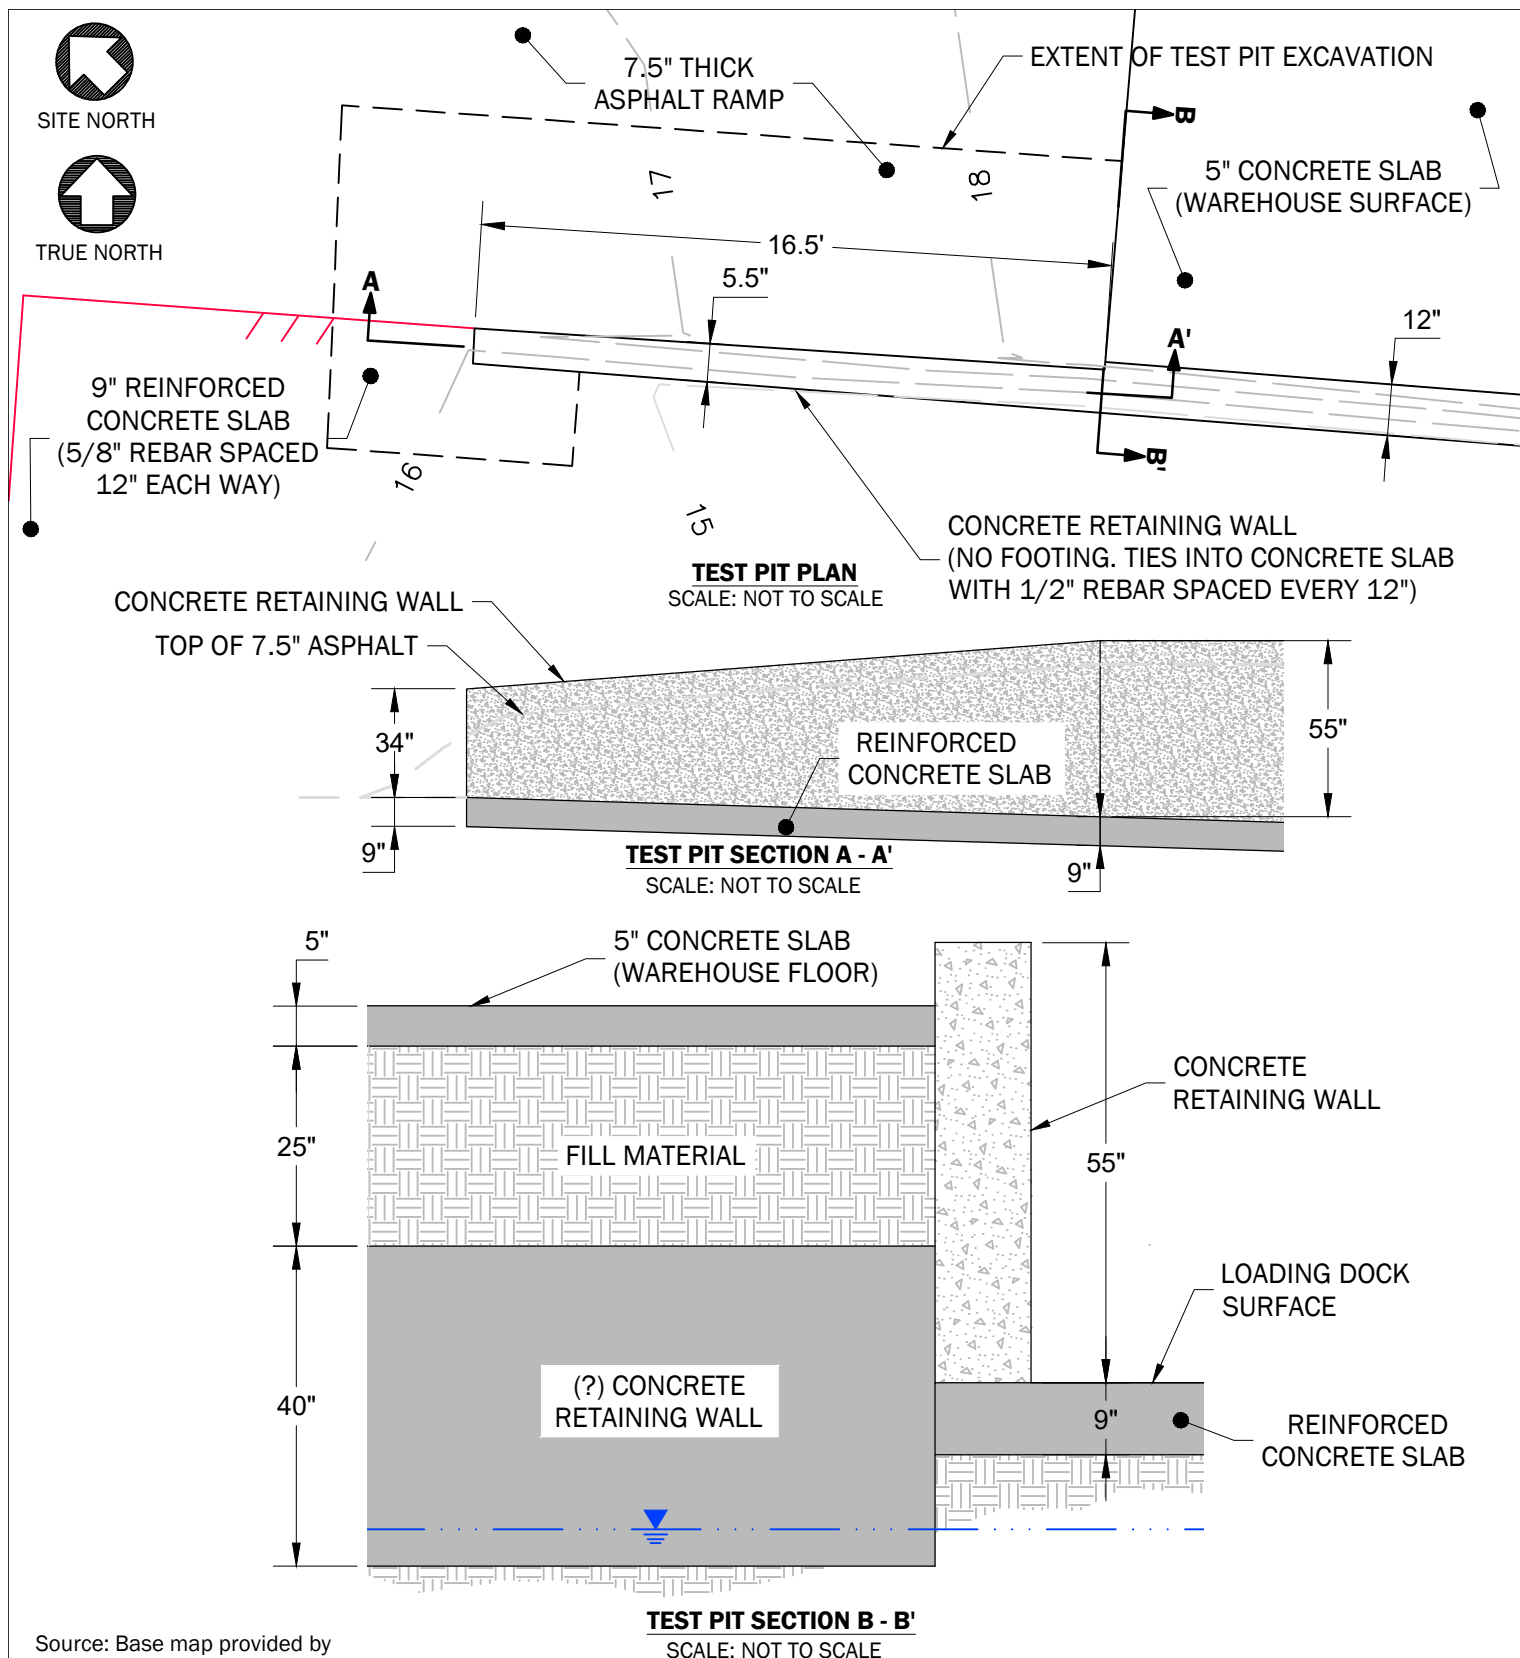 SITE NORTH
TRUE NORTH
7.5" THICK
ASPHALT RAMP
EXTENT OF TEST PIT EXCAVATION
B
5" CONCRETE SLAB
(WAREHOUSE SURFACE)
17
18
16.5'
5.5"
A
A'
12"
B'
9" REINFORCED
CONCRETE SLAB
(5/8" REBAR SPACED
12" EACH WAY)
16
15
CONCRETE RETAINING WALL
(NO FOOTING. TIES INTO CONCRETE SLAB
WITH 1/2" REBAR SPACED EVERY 12")
TEST PIT PLAN
SCALE: NOT TO SCALE
CONCRETE RETAINING WALL
TOP OF 7.5" ASPHALT
34"
9"
REINFORCED
CONCRETE SLAB
55"
9"
TEST PIT SECTION A - A'
SCALE: NOT TO SCALE
5"
5" CONCRETE SLAB
(WAREHOUSE FLOOR)
25"
FILL MATERIAL
CONCRETE
RETAINING WALL
55"
LOADING DOCK
SURFACE
40"
(?) CONCRETE
RETAINING WALL
9"
REINFORCED
CONCRETE SLAB
TEST PIT SECTION B - B'
SCALE: NOT TO SCALE
Source: Base map provided by